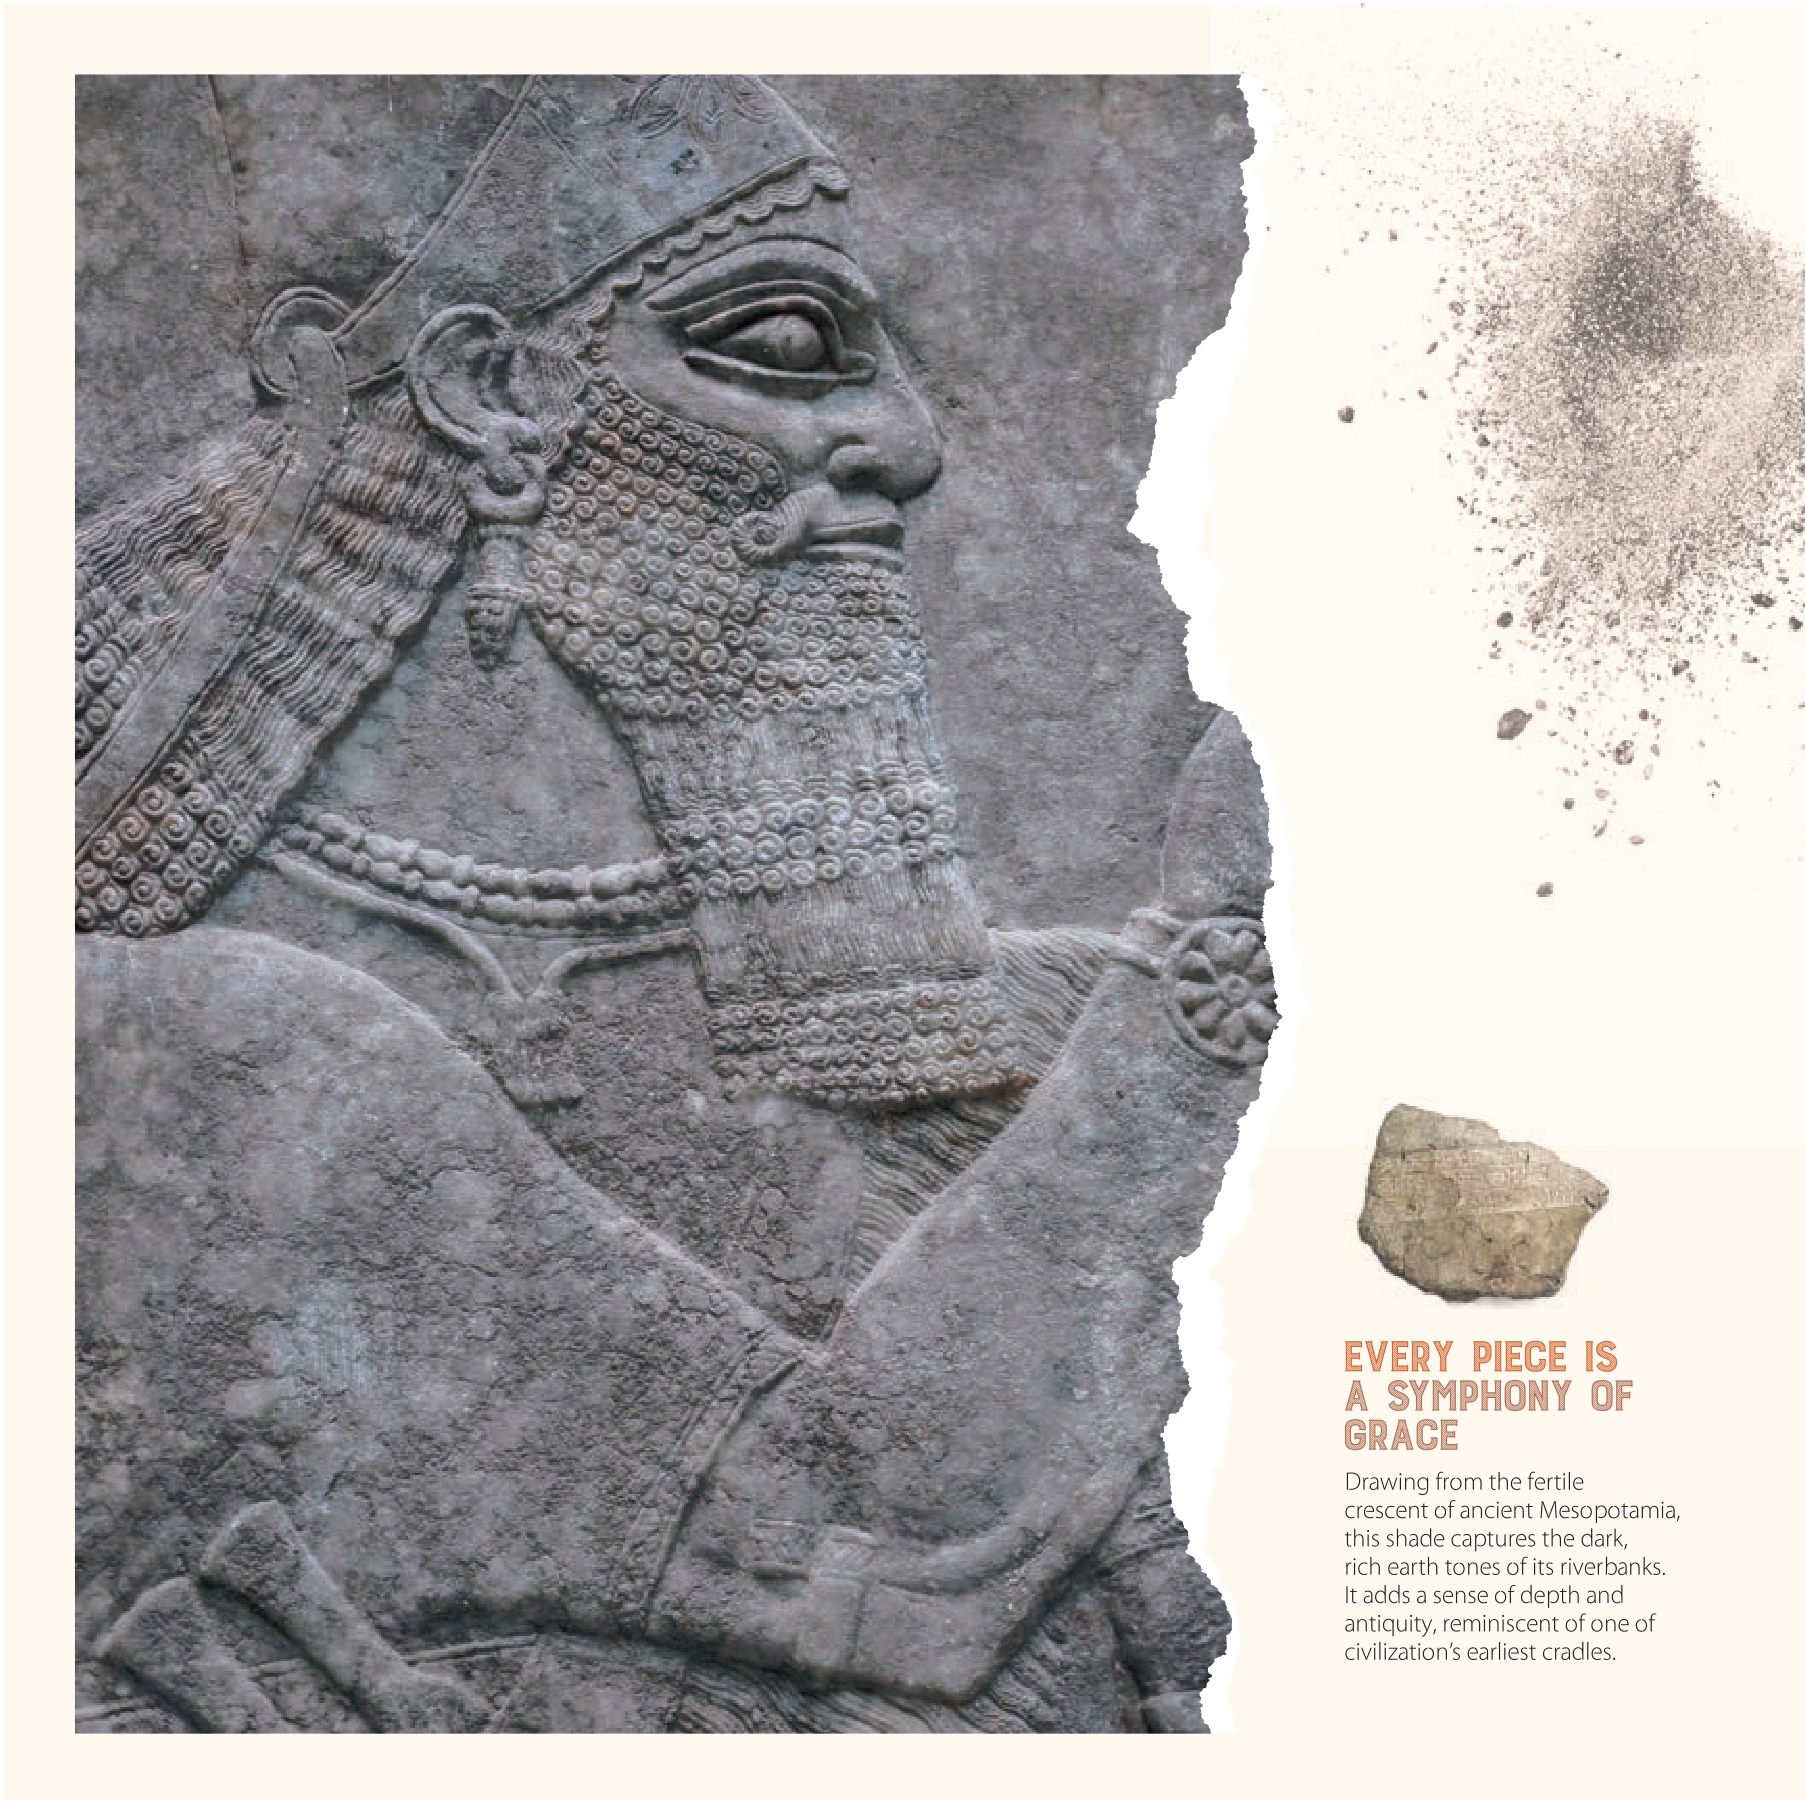 EVERY PIECE IS
A SYMPHONY OF
GRACE
Drawing from the fertile
crescent of ancient Mesopotamia,
this shade captures the dark,
rich earth tones of its riverbanks.
It adds a sense of depth and
antiquity, reminiscent of one of
civilization’s earliest cradles.